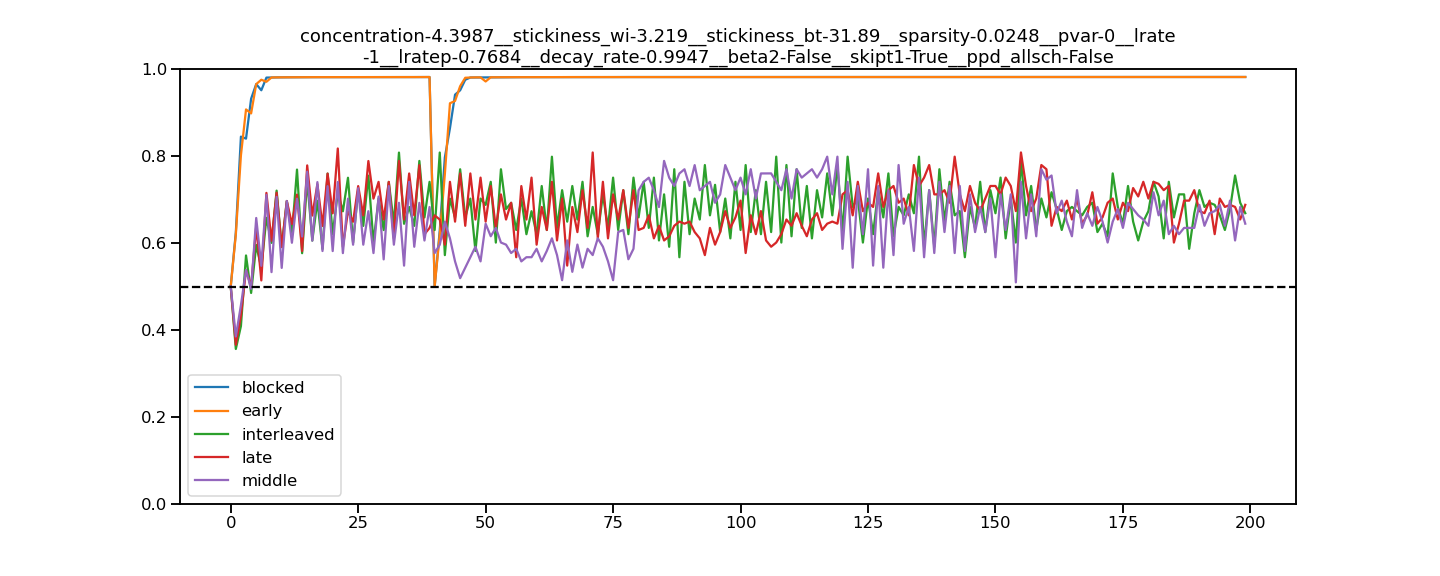 concentration-4.3987__stickiness_wi-3.219__stickiness_bt-31.89__sparsity-0.0248__pvar-0__lrate
-1__lratep-0.7684__decay_rate-0.9947__beta2-False__skipt1-True__ppd_allsch-False
1.0
0.8
0.6
0.4
0.2
0.0
blocked
early
interleaved
late
middle
0 25 50 75 100 125 150 175 200